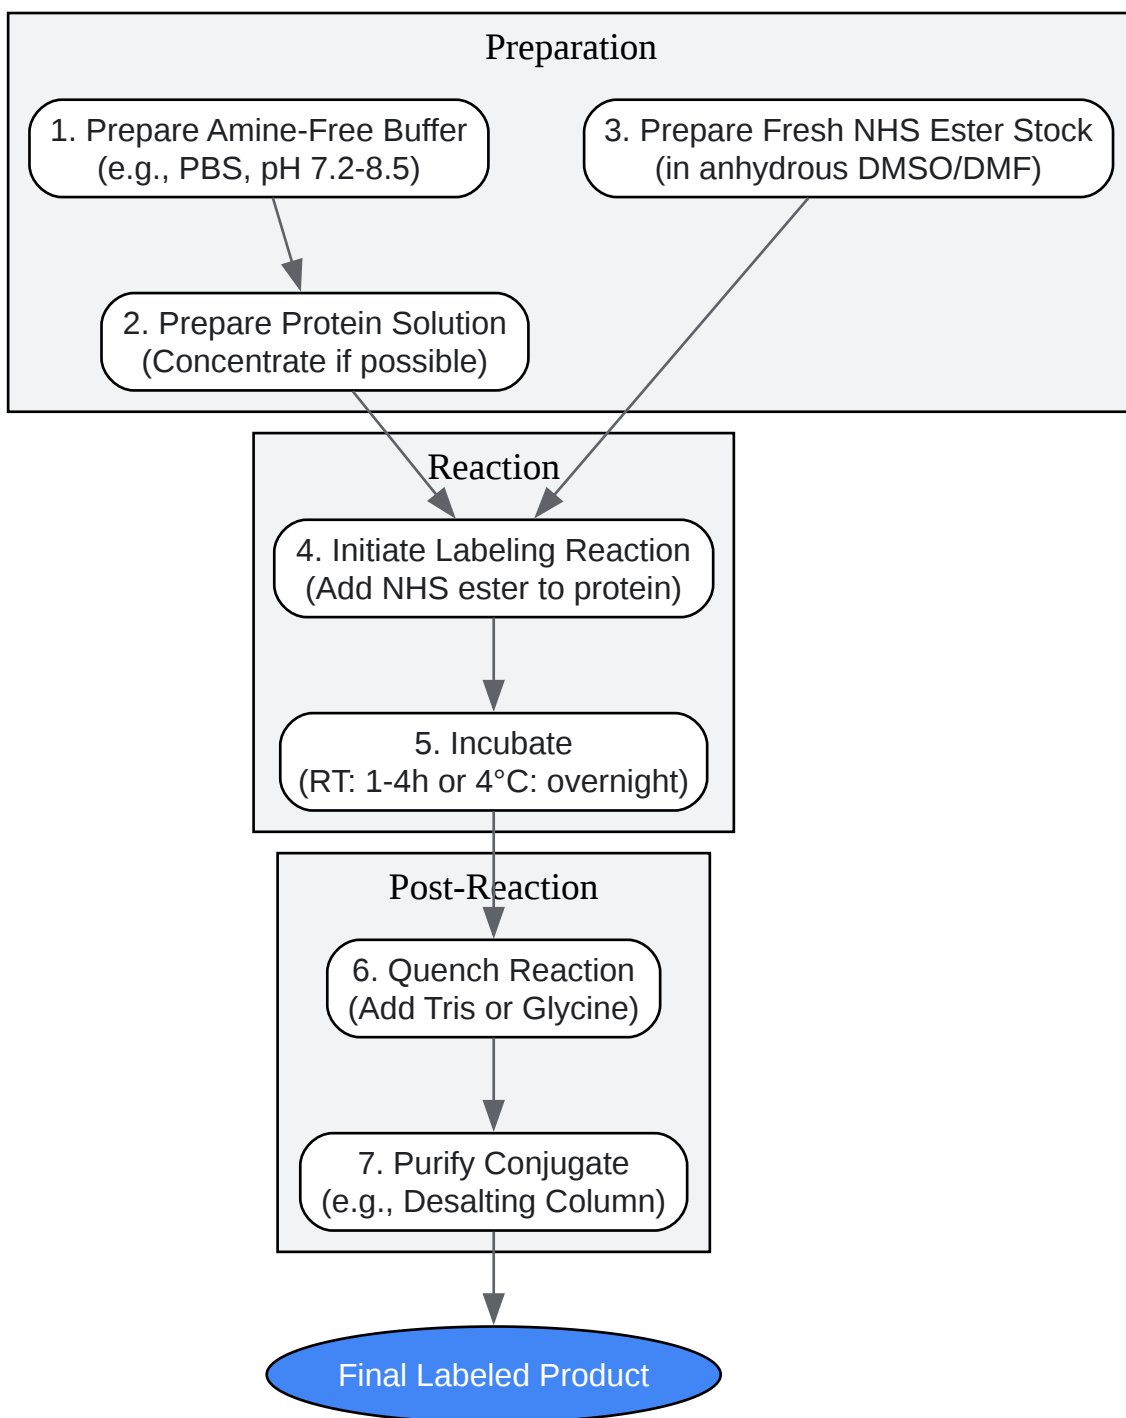 Preparation
1. Prepare Amine-Free Buffer
(e.g., PBS, pH 7.2-8.5)
3. Prepare Fresh NHS Ester Stock
(in anhydrous DMSO/DMF)
2. Prepare Protein Solution
(Concentrate if possible)
Reaction
4. Initiate Labeling Reaction
(Add NHS ester to protein)
5. Incubate
(RT: 1-4h or 4°C: overnight)
Post-Reaction
6. Quench Reaction
(Add Tris or Glycine)
7. Purify Conjugate
(e.g., Desalting Column)
Final Labeled Product